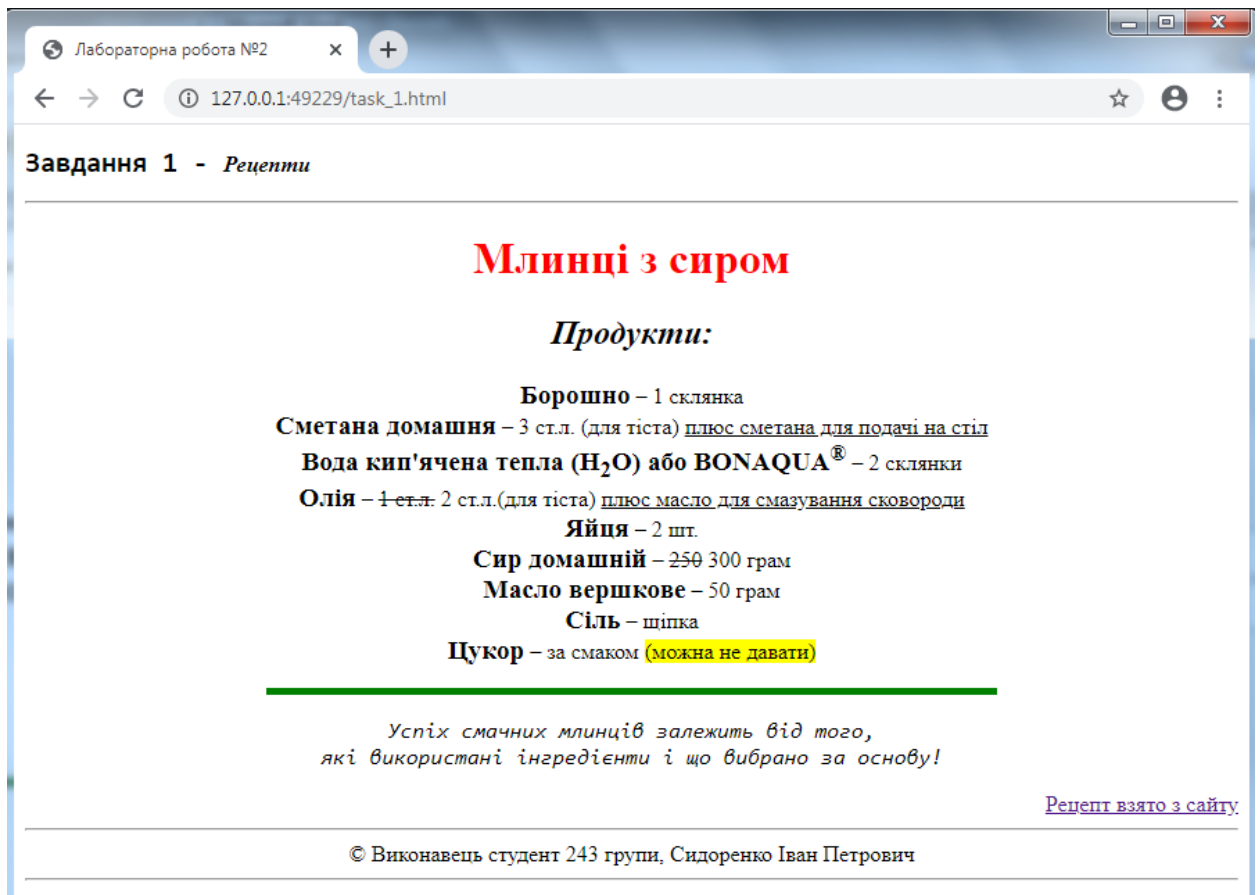 Лабораторна робота №2
127.0.0.1:49229/task_1.html
Завдання 1 - Рецепти
Млинці з сиром
Продукти:
Борошно – 1 склянка
Сметана домашня – 3 ст.л. (для тіста) плюс сметана для подачі на стіл
Вода кип'ячена тепла (H₂O) або BONAQUA® – 2 склянки
Олія – 1 ст.л. 2 ст.л.(для тіста) плюс масло для смазування сковороди
Яйця – 2 шт.
Сир домашній – 250 300 грам
Масло вершкове – 50 грам
Сіль – щіпка
Цукор – за смаком (можна не давати)
Успіх смачних млинців залежить від того,
які використані інгредієнти і що вибрано за основу!
Рецепт взято з сайту
© Виконавець студент 243 групи, Сидоренко Іван Петрович